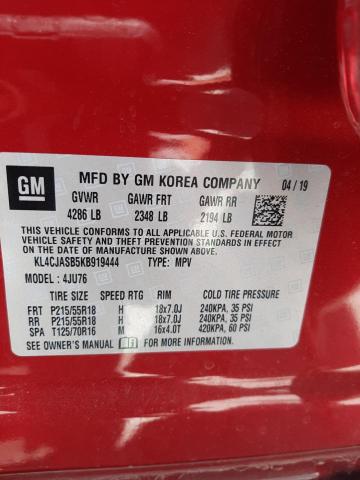 GM
MFD BY GM KOREA COMPANY 04 / 19
GVWR GAWR FRT GAWR RR
4286 LB 2348 LB 2194 LB
THIS VEHICLE CONFORMS TO ALL APPLICABLE U.S. FEDERAL MOTOR
VEHICLE SAFETY, BUMPER, AND THEFT PREVENTION STANDARDS IN
EFFECT ON THE DATE OF MANUFACTURE SHOWN ABOVE.
KL4CJASB5KB919444 TYPE: MPV
MODEL : 4JU76
TIRE SIZE SPEED RTG RIM COLD TIRE PRESSURE
FRT P215/55R18 H 18x7.0J 240KPA, 35 PSI
RR P215/55R18 H 18x7.0J 240KPA, 35 PSI
SPA T125/70R16 M 16x4.0T 420KPA, 60 PSI
SEE OWNER'S MANUAL FOR MORE INFORMATION.